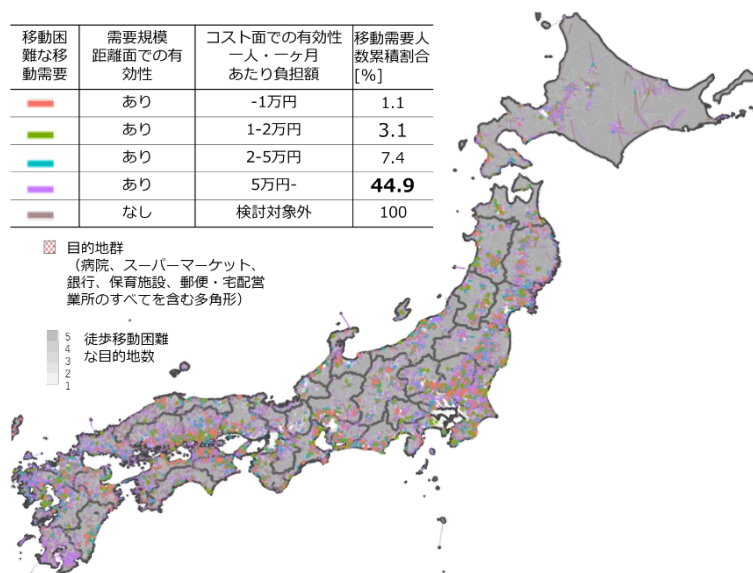 移動困
難な移
動需要
需要規模
距離面での有
効性
コスト面での有効性
一人・一ヶ月
あたり負担額
移動需要人
数累積割合
[%]
あり
-1万円
1.1
あり
1-2万円
3.1
あり
2-5万円
7.4
あり
5万円-
44.9
なし
検討対象外
100
目的地群
（病院、スーパーマーケット、
銀行、保育施設、郵便・宅配営
業所のすべてを含む多角形）
5
4
3
2
1
徒歩移動困難
な目的地数